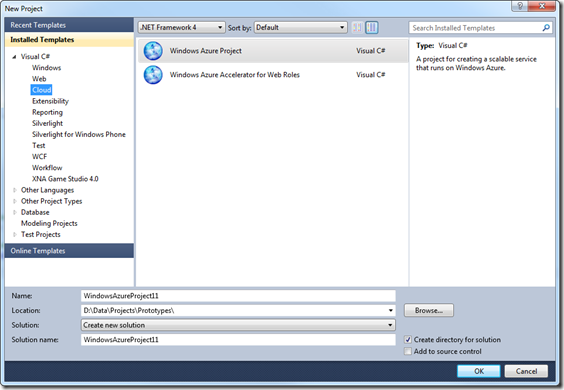 New Project
Recent Templates
.NET Framework 4
Sort by:
Default
Search Installed Templates
Installed Templates
Visual C#
Windows
Web
Cloud
Extensibility
Reporting
Silverlight
Silverlight for Windows Phone
Test
WCF
Workflow
XNA Game Studio 4.0
Other Languages
Other Project Types
Database
Modeling Projects
Test Projects
Online Templates
Windows Azure Project Visual C#
Windows Azure Accelerator for Web Roles Visual C#
Type: Visual C#
A project for creating a scalable service
that runs on Windows Azure.
Name: WindowsAzureProject11
Location: D:\Data\Projects\Prototypes\ Browse...
Solution: Create new solution
Solution name: WindowsAzureProject11
Create directory for solution
Add to source control
OK Cancel